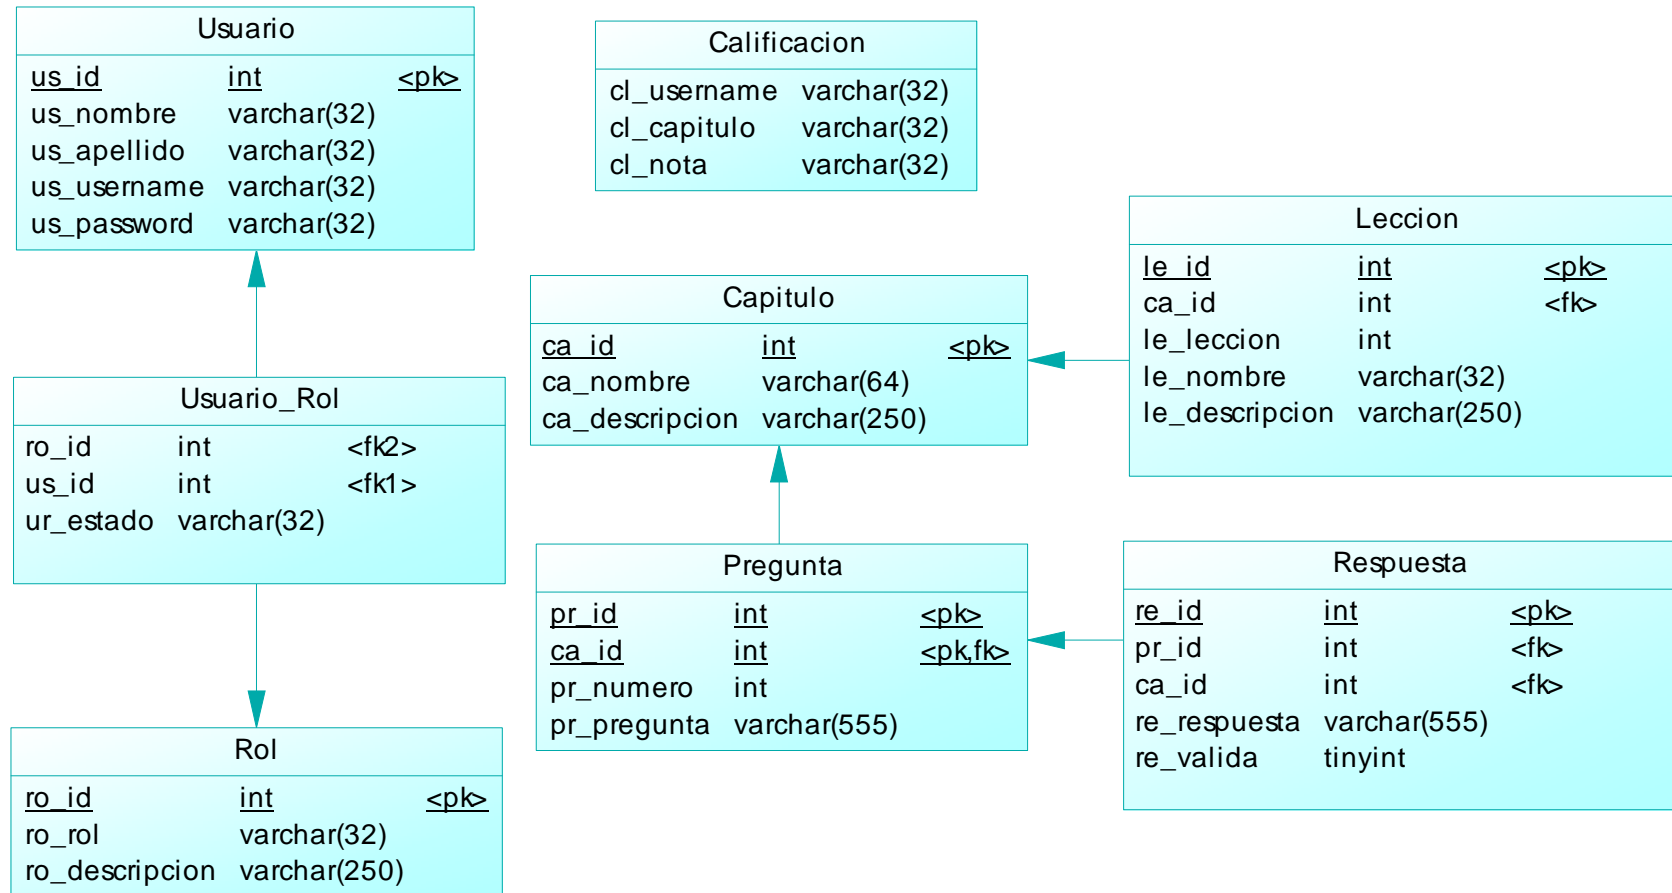 Usuario
us_id int <pk>
us_nombre varchar(32)
us_apellido varchar(32)
us_username varchar(32)
us_password varchar(32)
Calificacion
cl_username varchar(32)
cl_capitulo varchar(32)
cl_nota varchar(32)
Leccion
le_id int <pk>
ca_id int <fk>
le_leccion int
le_nombre varchar(32)
le_descripcion varchar(250)
Capitulo
ca_id int <pk>
ca_nombre varchar(64)
ca_descripcion varchar(250)
Usuario_Rol
ro_id int <fk2>
us_id int <fk1>
ur_estado varchar(32)
Pregunta
pr_id int <pk>
ca_id int <pk,fk>
pr_numero int
pr_pregunta varchar(555)
Respuesta
re_id int <pk>
pr_id int <fk>
ca_id int <fk>
re_respuesta varchar(555)
re_valida tinyint
Rol
ro_id int <pk>
ro_rol varchar(32)
ro_descripcion varchar(250)